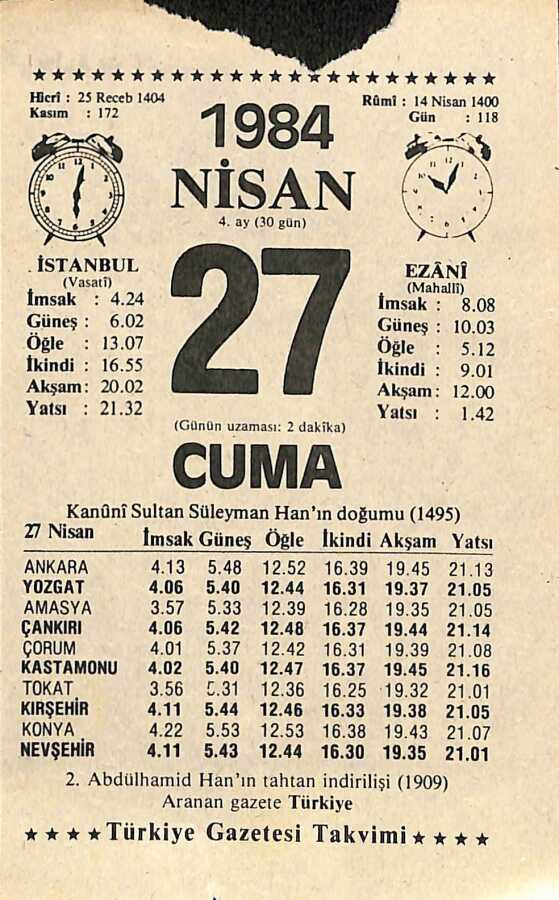 ★★★★★★★★★★★★★★★★★★★★★★★
Hicrî : 25 Receb 1404
Kasım : 172
Rûmî : 14 Nisan 1400
Gün : 118
1984
NİSAN
4. ay (30 gün)
27
(Günün uzaması: 2 dakîka)
CUMA
İSTANBUL
(Vasatî)
İmsak : 4.24
Güneş : 6.02
Öğle : 13.07
İkindi : 16.55
Akşam : 20.02
Yatsı : 21.32
EZÂNÎ
(Mahallî)
İmsak : 8.08
Güneş : 10.03
Öğle : 5.12
İkindi : 9.01
Akşam : 12.00
Yatsı : 1.42
Kanûnî Sultan Süleyman Han'ın doğumu (1495)
27 Nisan İmsak Güneş Öğle İkindi Akşam Yatsı
ANKARA 4.13 5.48 12.52 16.39 19.45 21.13
YOZGAT 4.06 5.40 12.44 16.31 19.37 21.05
AMASYA 3.57 5.33 12.39 16.28 19.35 21.05
ÇANKIRI 4.06 5.42 12.48 16.37 19.44 21.14
ÇORUM 4.01 5.37 12.42 16.31 19.39 21.08
KASTAMONU 4.02 5.40 12.47 16.37 19.45 21.16
TOKAT 3.56 5.31 12.36 16.25 19.32 21.01
KIRŞEHİR 4.11 5.44 12.46 16.33 19.38 21.05
KONYA 4.22 5.53 12.53 16.38 19.43 21.07
NEVŞEHİR 4.11 5.43 12.44 16.30 19.35 21.01
2. Abdülhamid Han'ın tahtan indirilişi (1909)
Aranan gazete Türkiye
★★★★Türkiye Gazetesi Takvimi★★★★